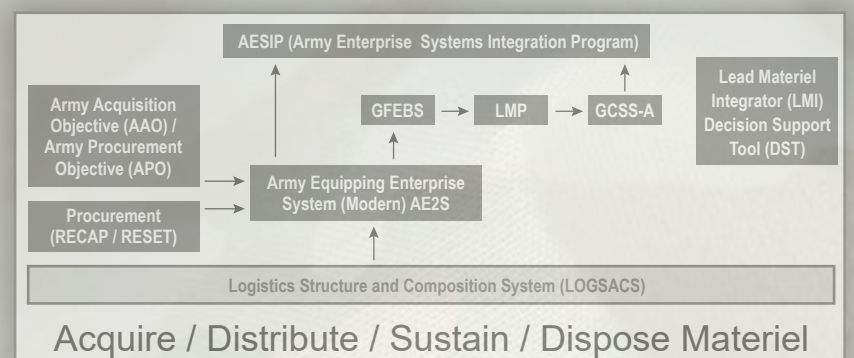 AESIP (Army Enterprise Systems Integration Program)
Army Acquisition
Objective (AAO) /
Army Procurement
Objective (APO)
GFEBS
LMP
GCSS-A
Lead Materiel
Integrator (LMI)
Decision Support
Tool (DST)
Army Equipping Enterprise
System (Modern) AE2S
Procurement
(RECAP / RESET)
Logistics Structure and Composition System (LOGSACS)
Acquire / Distribute / Sustain / Dispose Materiel